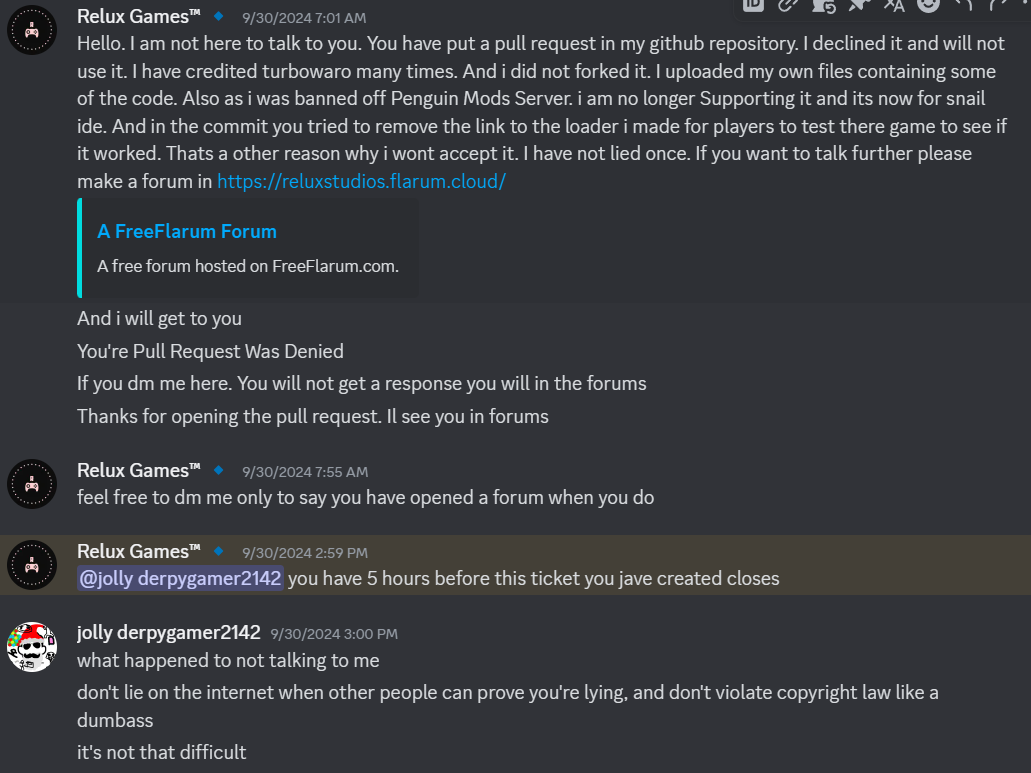 Relux Games™ 9/30/2024 7:01 AM
Hello. I am not here to talk to you. You have put a pull request in my github repository. I declined it and will not
use it. I have credited turbowaro many times. And i did not forked it. I uploaded my own files containing some
of the code. Also as i was banned off Penguin Mods Server. i am no longer Supporting it and its now for snail
ide. And in the commit you tried to remove the link to the loader i made for players to test there game to see if
it worked. Thats a other reason why i wont accept it. I have not lied once. If you want to talk further please
make a forum in https://reluxstudios.flarum.cloud/
A FreeFlarum Forum
A free forum hosted on FreeFlarum.com.
And i will get to you
You're Pull Request Was Denied
If you dm me here. You will not get a response you will in the forums
Thanks for opening the pull request. Il see you in forums
Relux Games™ 9/30/2024 7:55 AM
feel free to dm me only to say you have opened a forum when you do
Relux Games™ 9/30/2024 2:59 PM
@jolly derpygamer2142 you have 5 hours before this ticket you jave created closes
jolly derpygamer2142 9/30/2024 3:00 PM
what happened to not talking to me
don't lie on the internet when other people can prove you're lying, and don't violate copyright law like a
dumbass
it's not that difficult